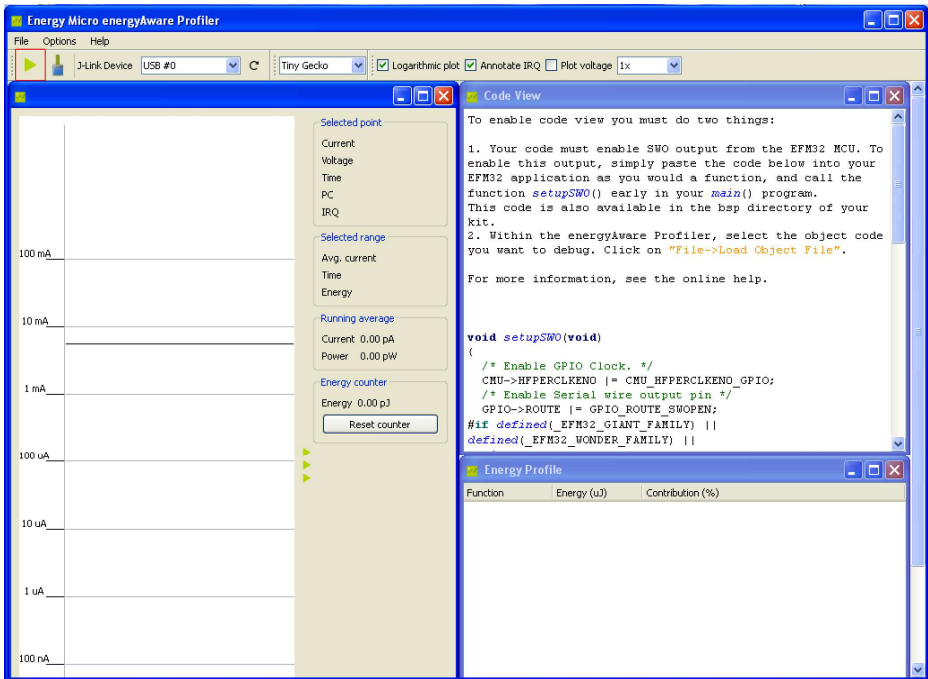 Energy Micro energyAware Profiler
File Options Help
J-Link Device USB #0 Tiny Gecko Logarithmic plot Annotate IRQ Plot voltage 1x
Selected point
Current
Voltage
Time
PC
IRQ
Selected range
Avg. current
Time
Energy
Running average
Current 0.00 pA
Power 0.00 pW
Energy counter
Energy 0.00 pJ
Reset counter
100 mA
10 mA
1 mA
100 uA
10 uA
1 uA
100 nA
Code View
To enable code view you must do two things:
1. Your code must enable SWO output from the EFM32 MCU. To
enable this output, simply paste the code below into your
EFM32 application as you would a function, and call the
function setupSWO() early in your main() program.
This code is also available in the bsp directory of your
kit.
2. Within the energyAware Profiler, select the object code
you want to debug. Click on "File->Load Object File".
For more information, see the online help.
void setupSWO(void)
{
/* Enable GPIO Clock. */
CMU->HFPERCLKEN0 |= CMU_HFPERCLKEN0_GPIO;
/* Enable Serial wire output pin */
GPIO->ROUTE |= GPIO_ROUTE_SWOPEN;
#if defined(_EFM32_GIANT_FAMILY) ||
defined(_EFM32_WONDER_FAMILY) ||
Energy Profile
Function Energy (uJ) Contribution (%)